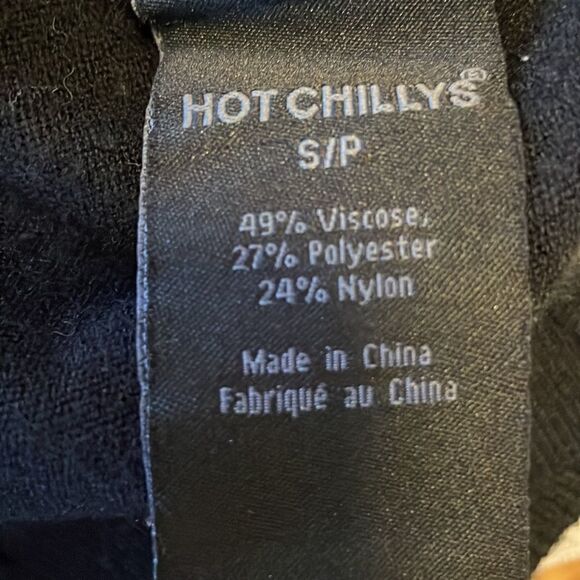 HOT CHILLYS®
S/P
49% Viscose,
27% Polyester
24% Nylon
Made in China
Fabriqué au China